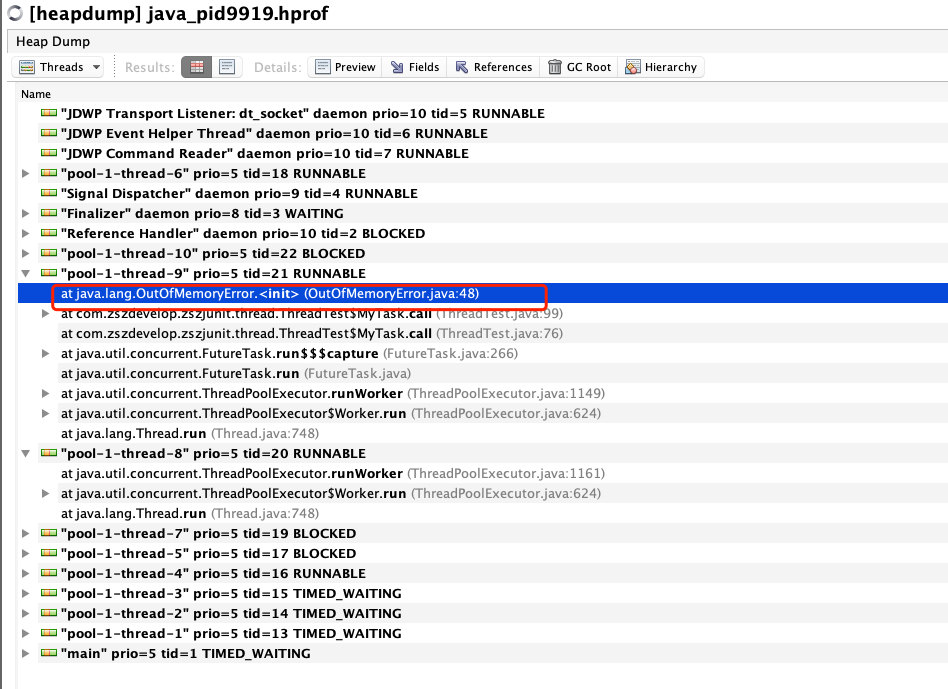 [heapdump] java_pid9919.hprof
Heap Dump
Threads Results: Details: Preview Fields References GC Root Hierarchy
Name
"JDWP Transport Listener: dt_socket" daemon prio=10 tid=5 RUNNABLE
"JDWP Event Helper Thread" daemon prio=10 tid=6 RUNNABLE
"JDWP Command Reader" daemon prio=10 tid=7 RUNNABLE
"pool-1-thread-6" prio=5 tid=18 RUNNABLE
"Signal Dispatcher" daemon prio=9 tid=4 RUNNABLE
"Finalizer" daemon prio=8 tid=3 WAITING
"Reference Handler" daemon prio=10 tid=2 BLOCKED
"pool-1-thread-10" prio=5 tid=22 BLOCKED
"pool-1-thread-9" prio=5 tid=21 RUNNABLE
at java.lang.OutOfMemoryError.<init> (OutOfMemoryError.java:48)
at com.zszdevelop.zszjunit.thread.ThreadTest$MyTask.call (ThreadTest.java:99)
at com.zszdevelop.zszjunit.thread.ThreadTest$MyTask.call (ThreadTest.java:76)
at java.util.concurrent.FutureTask.run$$$capture (FutureTask.java:266)
at java.util.concurrent.FutureTask.run (FutureTask.java)
at java.util.concurrent.ThreadPoolExecutor.runWorker (ThreadPoolExecutor.java:1149)
at java.util.concurrent.ThreadPoolExecutor$Worker.run (ThreadPoolExecutor.java:624)
at java.lang.Thread.run (Thread.java:748)
"pool-1-thread-8" prio=5 tid=20 RUNNABLE
at java.util.concurrent.ThreadPoolExecutor.runWorker (ThreadPoolExecutor.java:1161)
at java.util.concurrent.ThreadPoolExecutor$Worker.run (ThreadPoolExecutor.java:624)
at java.lang.Thread.run (Thread.java:748)
"pool-1-thread-7" prio=5 tid=19 BLOCKED
"pool-1-thread-5" prio=5 tid=17 BLOCKED
"pool-1-thread-4" prio=5 tid=16 RUNNABLE
"pool-1-thread-3" prio=5 tid=15 TIMED_WAITING
"pool-1-thread-2" prio=5 tid=14 TIMED_WAITING
"pool-1-thread-1" prio=5 tid=13 TIMED_WAITING
"main" prio=5 tid=1 TIMED_WAITING